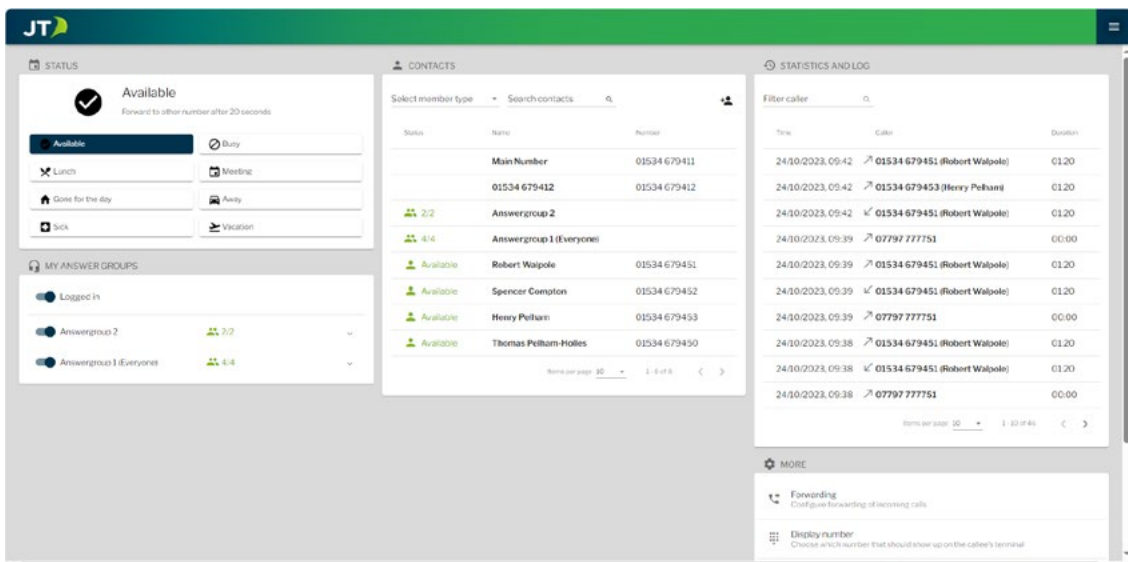 JT
STATUS
Available
Forward to other number after 20 seconds
Available
Busy
Lunch
Meeting
Gone for the day
Away
Sick
Vacation
MY ANSWER GROUPS
Logged in
Answergroup 2 2/2
Answergroup 1 (Everyone) 4/4
CONTACTS
Select member type Search contacts
Status Name Number
Main Number 01534 679411
01534 679412 01534 679412
2/2 Answergroup 2
4/4 Answergroup 1 (Everyone)
Available Robert Walpole 01534 679451
Available Spencer Compton 01534 679452
Available Henry Pelham 01534 679453
Available Thomas Pelham-Holles 01534 679450
Items per page 10 1 - 8 of 8
STATISTICS AND LOG
Filter caller
Time Caller Duration
24/10/2023, 09:42 01534 679451 (Robert Walpole) 01:20
24/10/2023, 09:42 01534 679453 (Henry Pelham) 01:20
24/10/2023, 09:42 01534 679451 (Robert Walpole) 01:20
24/10/2023, 09:39 07797 777751 00:00
24/10/2023, 09:39 01534 679451 (Robert Walpole) 01:20
24/10/2023, 09:39 01534 679451 (Robert Walpole) 01:20
24/10/2023, 09:39 07797 777751 00:00
24/10/2023, 09:38 01534 679451 (Robert Walpole) 01:20
24/10/2023, 09:38 01534 679451 (Robert Walpole) 01:20
24/10/2023, 09:38 07797 777751 00:00
Items per page 10 1 - 10 of 46
MORE
Forwarding
Configure forwarding of incoming calls
Display number
Choose which number that should show up on the callee's terminal